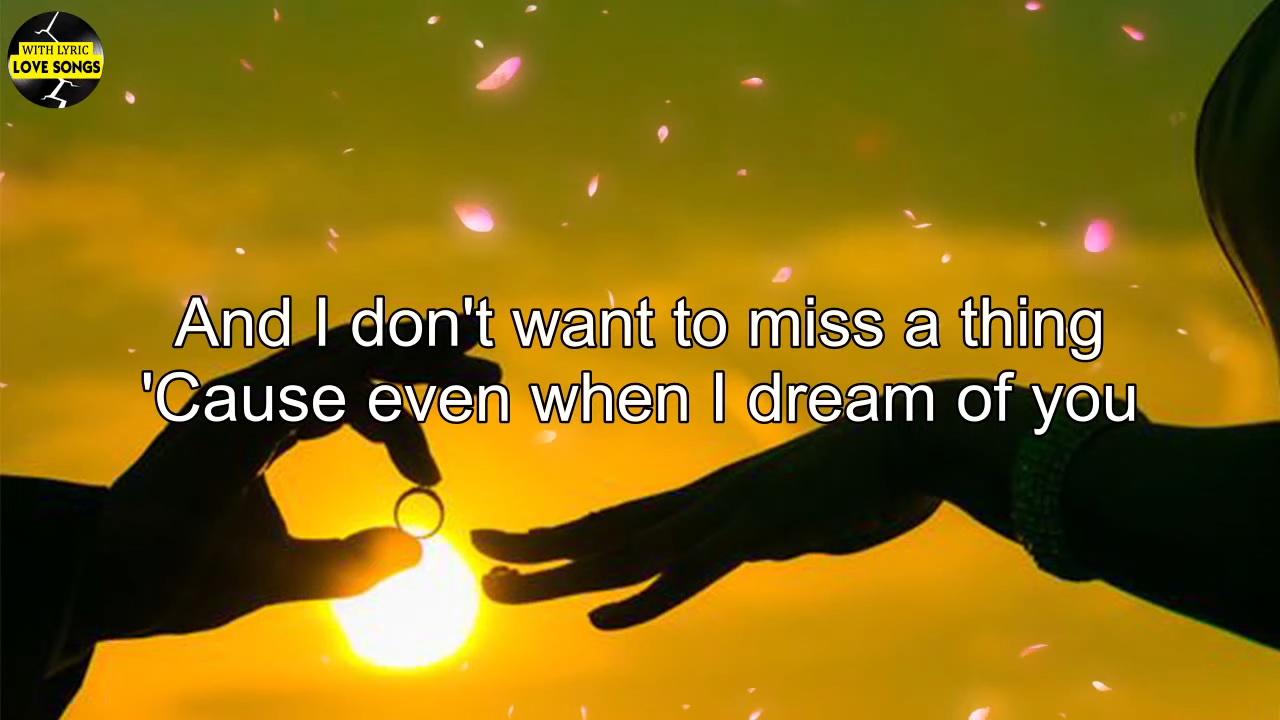 WITH LYRIC
LOVE SONGS
And I don't want to miss a thing
'Cause even when I dream of you